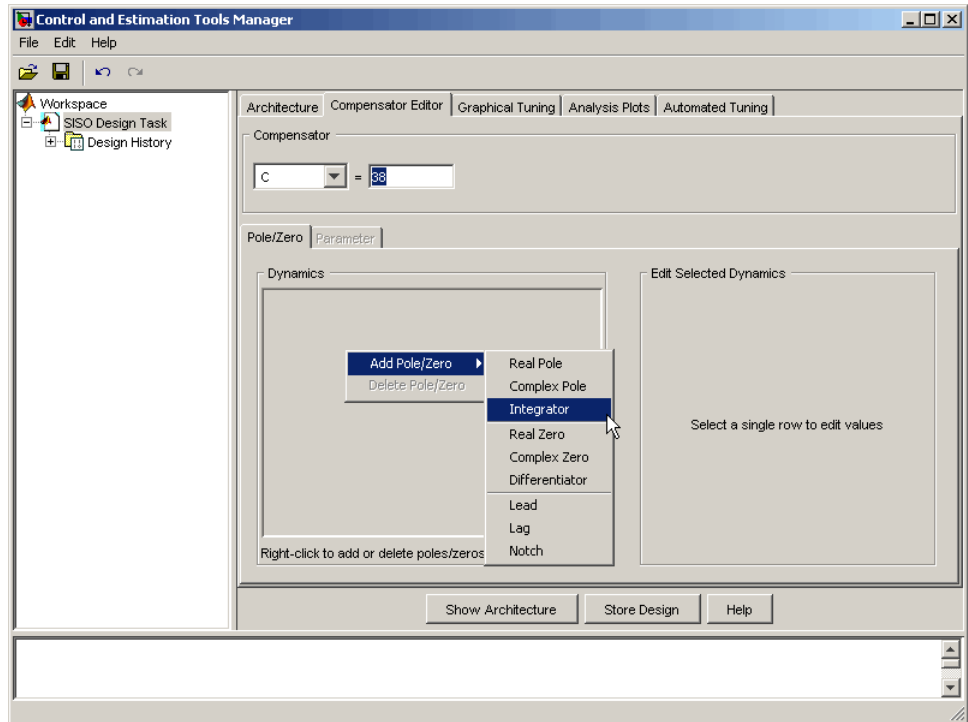 Control and Estimation Tools Manager
File Edit Help
Workspace
SISO Design Task
Design History
Architecture Compensator Editor Graphical Tuning Analysis Plots Automated Tuning
Compensator
C = 38
Pole/Zero Parameter
Dynamics
Edit Selected Dynamics
Add Pole/Zero
Delete Pole/Zero
Real Pole
Complex Pole
Integrator
Real Zero
Complex Zero
Differentiator
Lead
Lag
Notch
Select a single row to edit values
Right-click to add or delete poles/zeros
Show Architecture Store Design Help